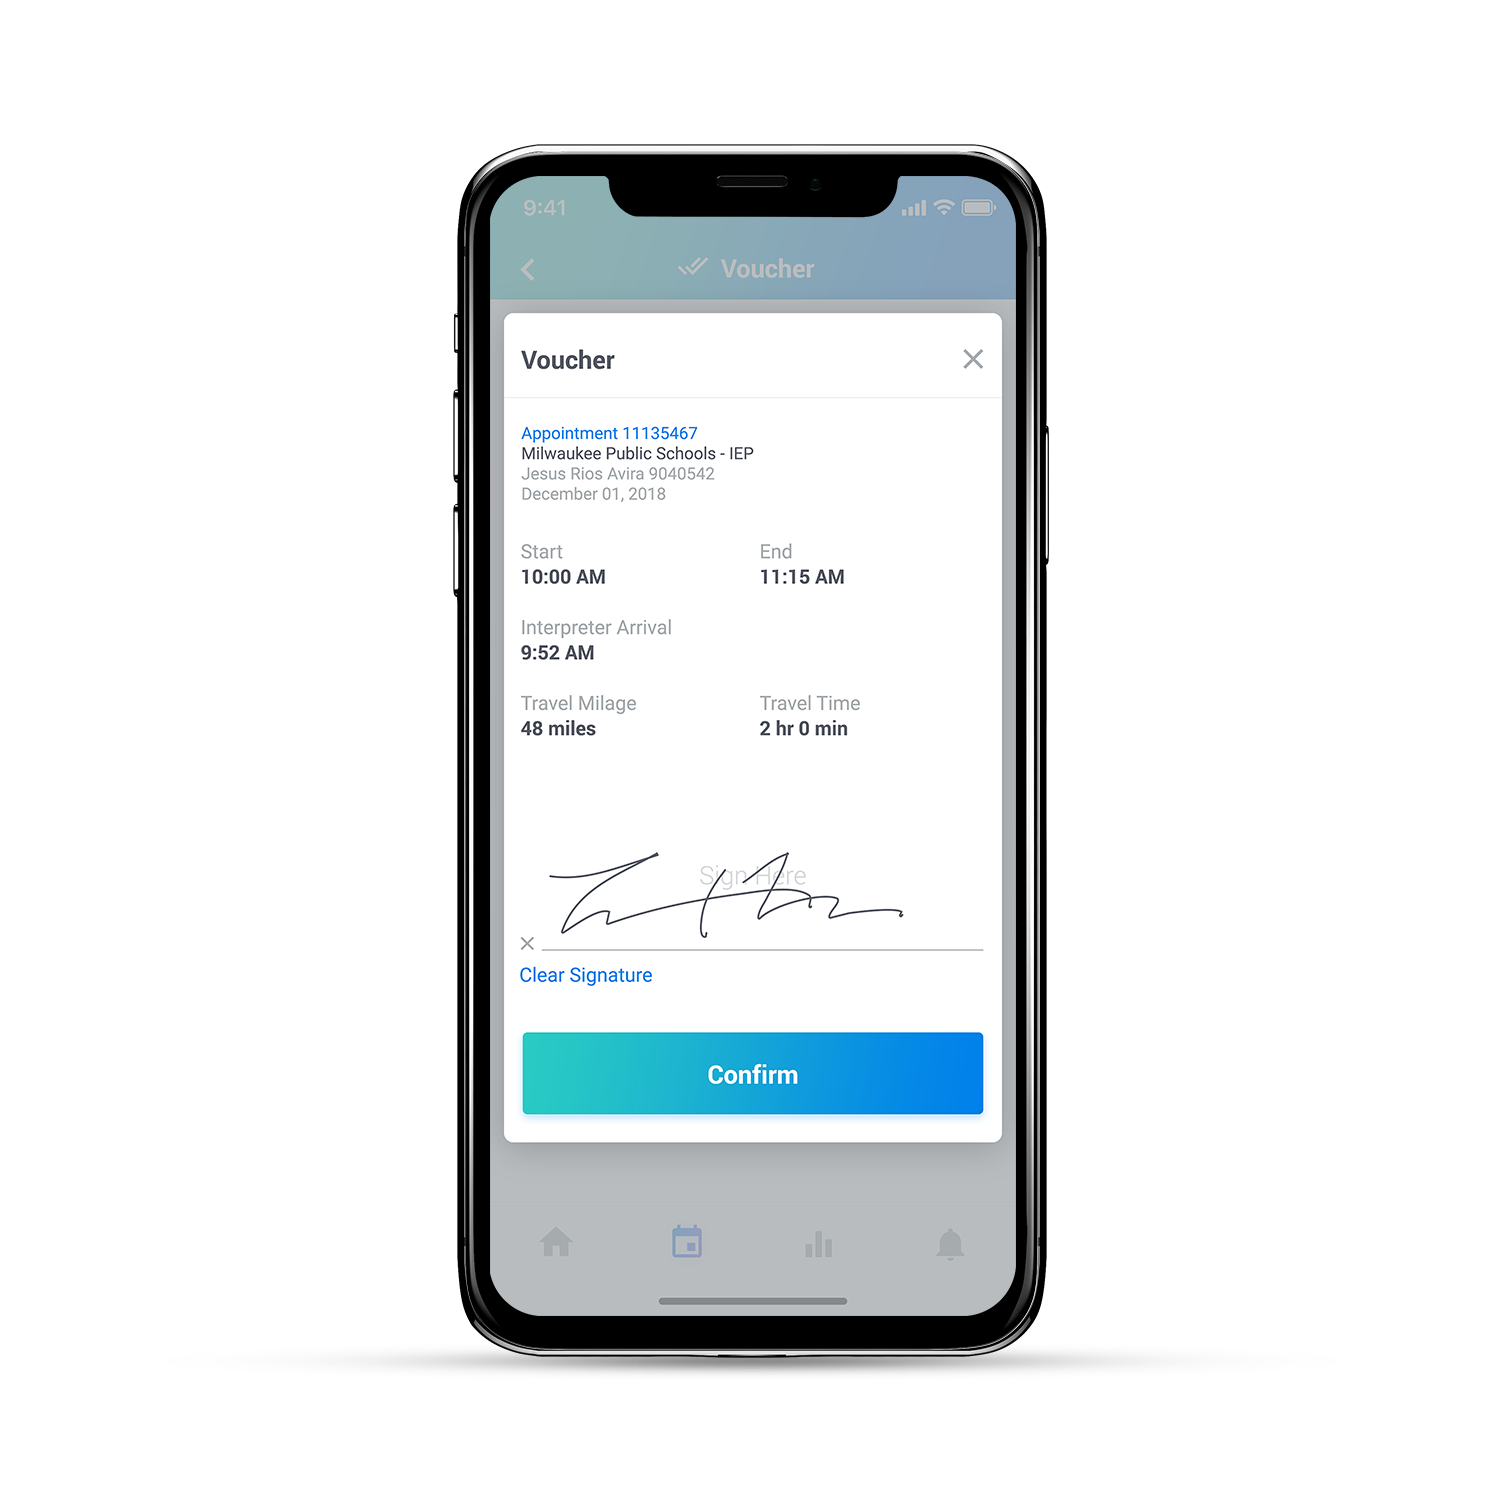 9:41
Voucher
Voucher
Appointment 11135467
Milwaukee Public Schools - IEP
Jesus Rios Avira 9040542
December 01, 2018
Start End
10:00 AM 11:15 AM
Interpreter Arrival
9:52 AM
Travel Milage Travel Time
48 miles 2 hr 0 min
Sign Here
Clear Signature
Confirm